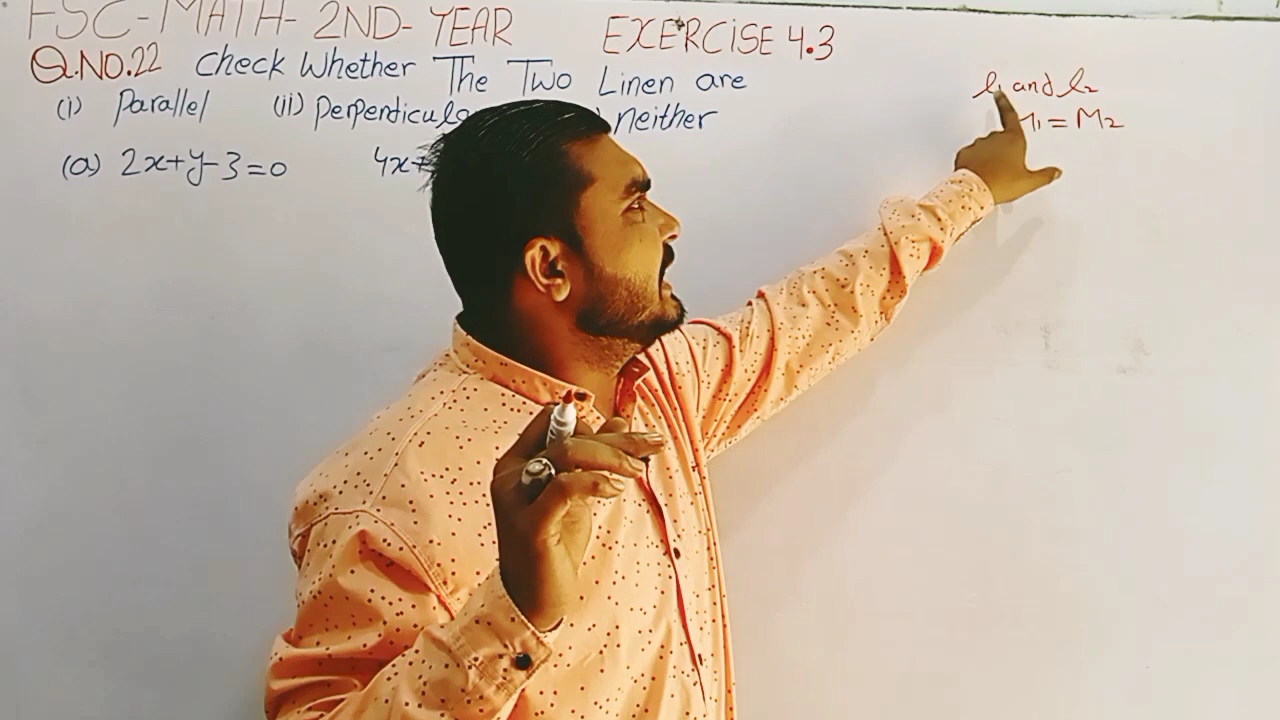 FSC-MATH-2ND-YEAR EXERCISE 4.3
Q.NO.22 Check Whether The Two Linen are
(i) Parallel (ii) Perpendicula neither
(a) 2x+y-3=0 4x+
l₁ and l₂
M₁ = M₂